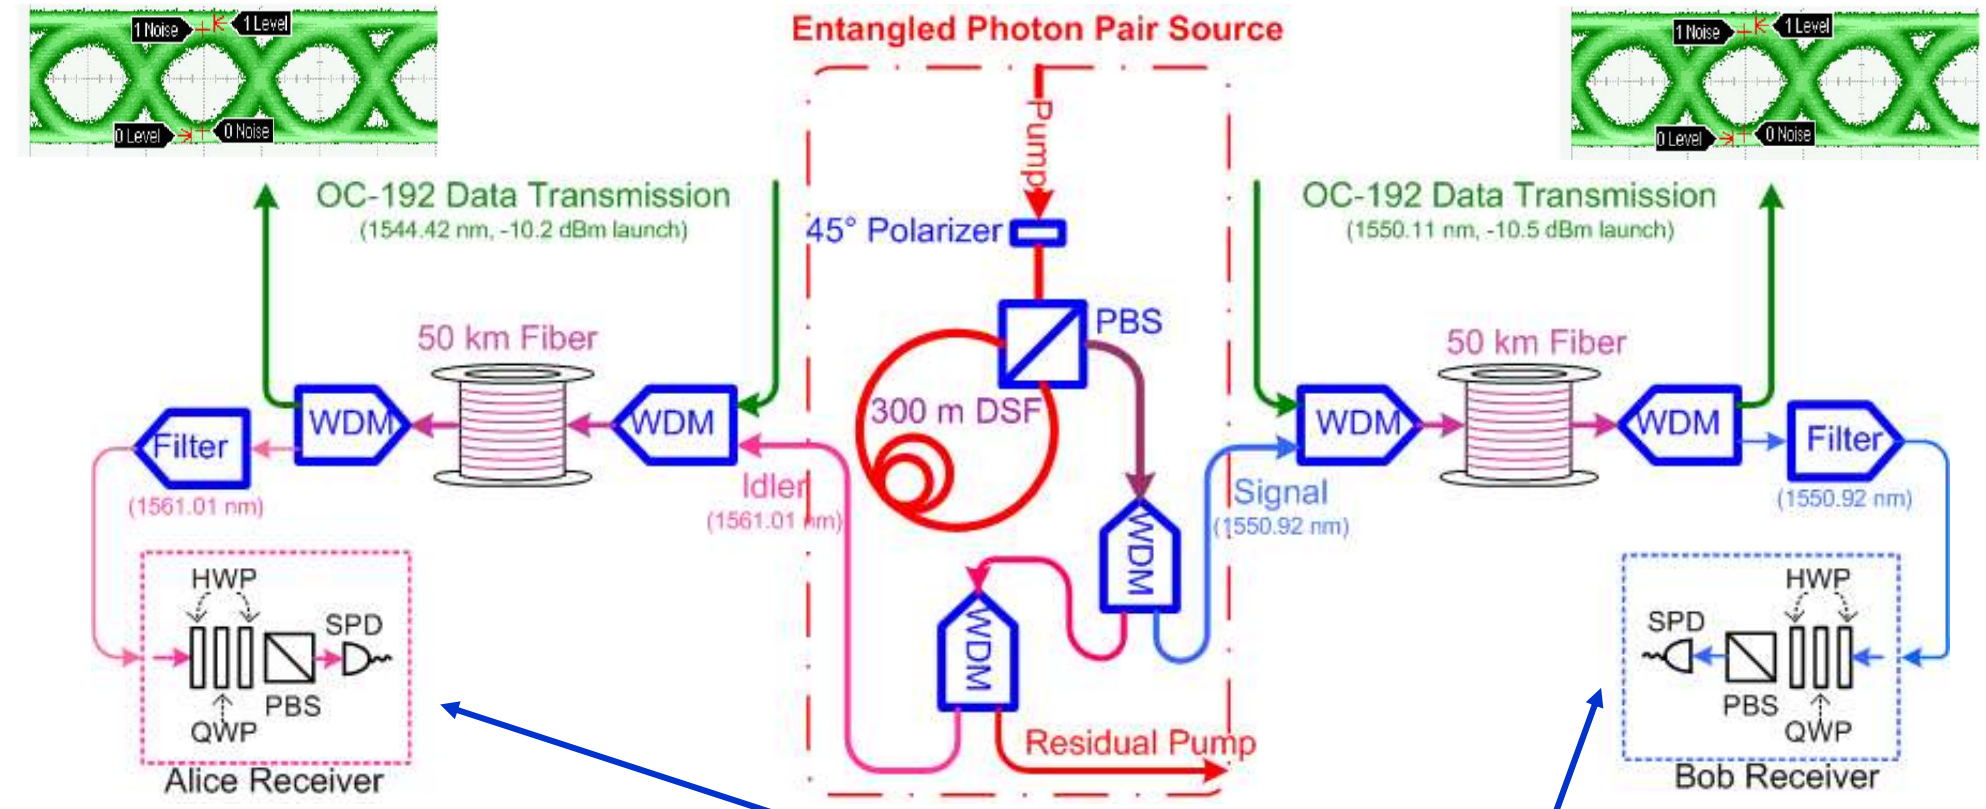 1 Noise
1 Level
0 Level
0 Noise
Entangled Photon Pair Source
1 Noise
1 Level
0 Level
0 Noise
Pump
OC-192 Data Transmission
(1544.42 nm, -10.2 dBm launch)
45° Polarizer
OC-192 Data Transmission
(1550.11 nm, -10.5 dBm launch)
PBS
50 km Fiber
50 km Fiber
300 m DSF
WDM
WDM
WDM
WDM
Filter
(1561.01 nm)
Filter
(1550.92 nm)
Idler
(1561.01 nm)
Signal
(1550.92 nm)
WDM
WDM
HWP
SPD
PBS
QWP
Alice Receiver
Residual Pump
HWP
SPD
PBS
QWP
Bob Receiver